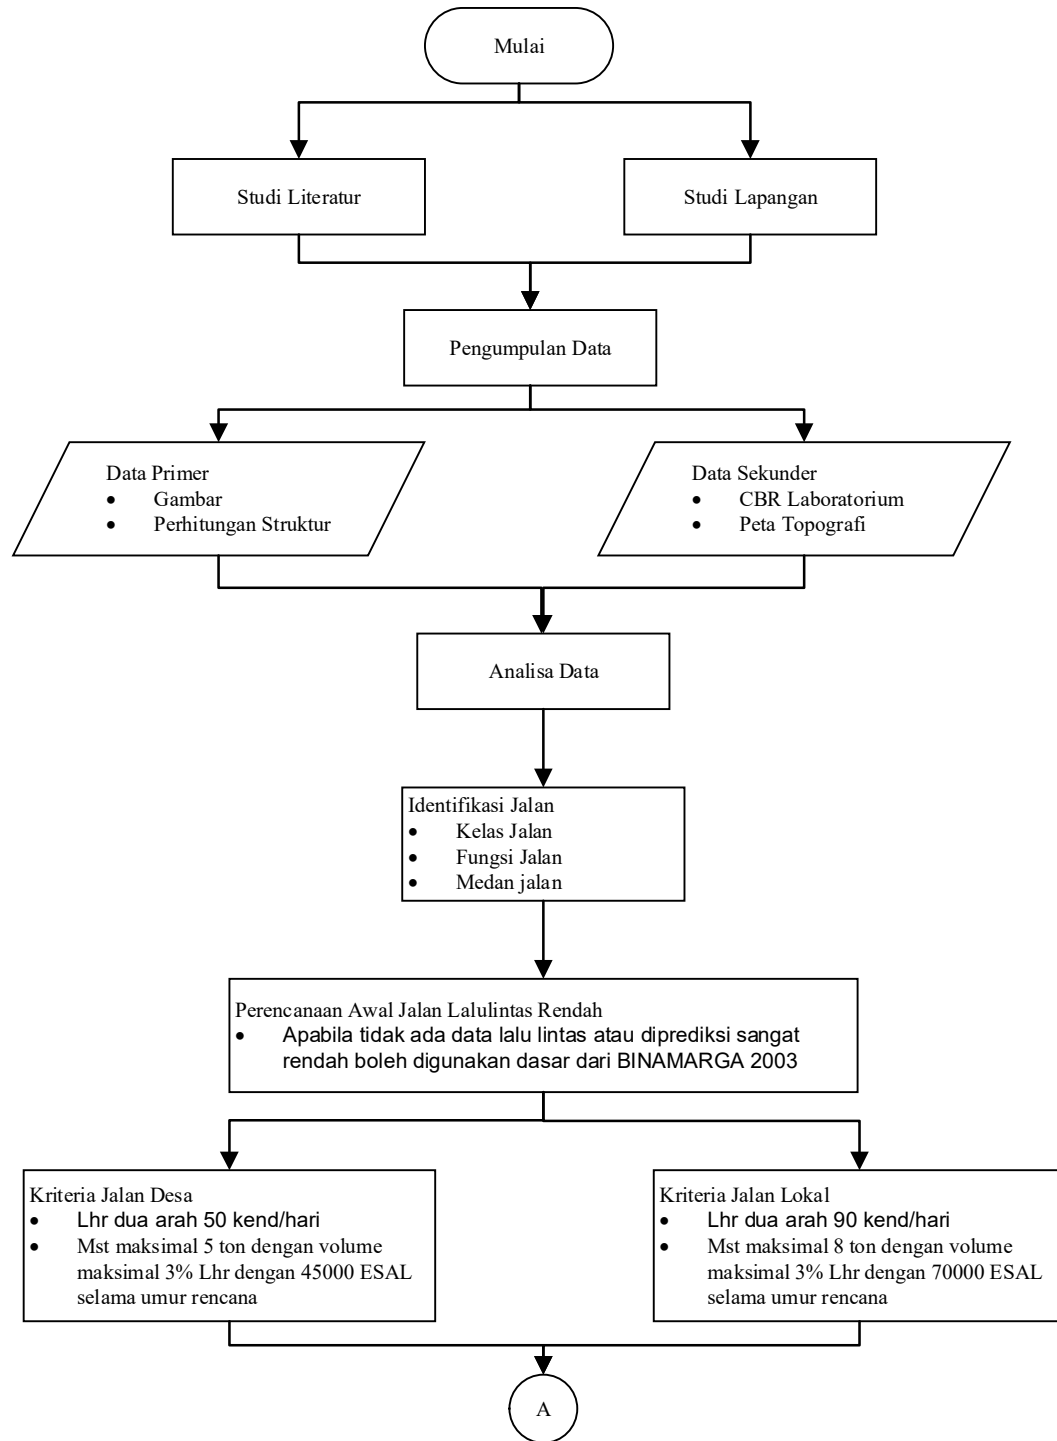 Mulai
Studi Literatur
Studi Lapangan
Pengumpulan Data
Data Primer
• Gambar
• Perhitungan Struktur
Data Sekunder
• CBR Laboratorium
• Peta Topografi
Analisa Data
Identifikasi Jalan
• Kelas Jalan
• Fungsi Jalan
• Medan jalan
Perencanaan Awal Jalan Lalulintas Rendah
• Apabila tidak ada data lalu lintas atau diprediksi sangat
rendah boleh digunakan dasar dari BINAMARGA 2003
Kriteria Jalan Desa
• Lhr dua arah 50 kend/hari
• Mst maksimal 5 ton dengan volume
maksimal 3% Lhr dengan 45000 ESAL
selama umur rencana
Kriteria Jalan Lokal
• Lhr dua arah 90 kend/hari
• Mst maksimal 8 ton dengan volume
maksimal 3% Lhr dengan 70000 ESAL
selama umur rencana
A